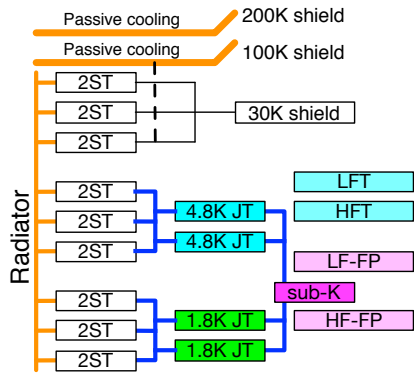 Passive cooling
200K shield
Passive cooling
100K shield
Radiator
2ST
2ST
30K shield
2ST
2ST
4.8K JT
LFT
2ST
HFT
4.8K JT
2ST
LF-FP
sub-K
2ST
1.8K JT
HF-FP
2ST
1.8K JT
2ST